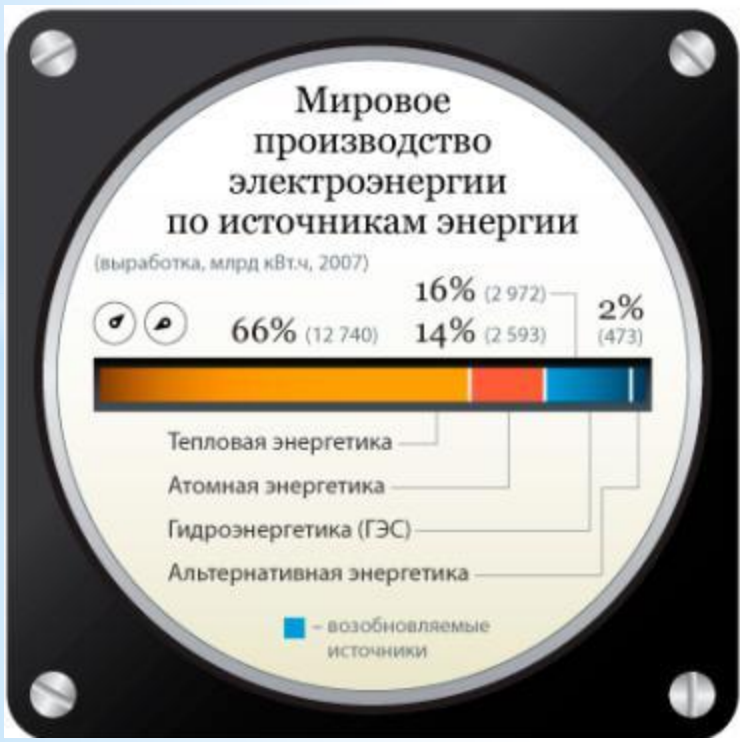 Мировое
производство
электроэнергии
по источникам энергии
(выработка, млрд кВт.ч, 2007)
16% (2 972)
2%
66% (12 740) 14% (2 593) (473)
Тепловая энергетика
Атомная энергетика
Гидроэнергетика (ГЭС)
Альтернативная энергетика
– возобновляемые
источники